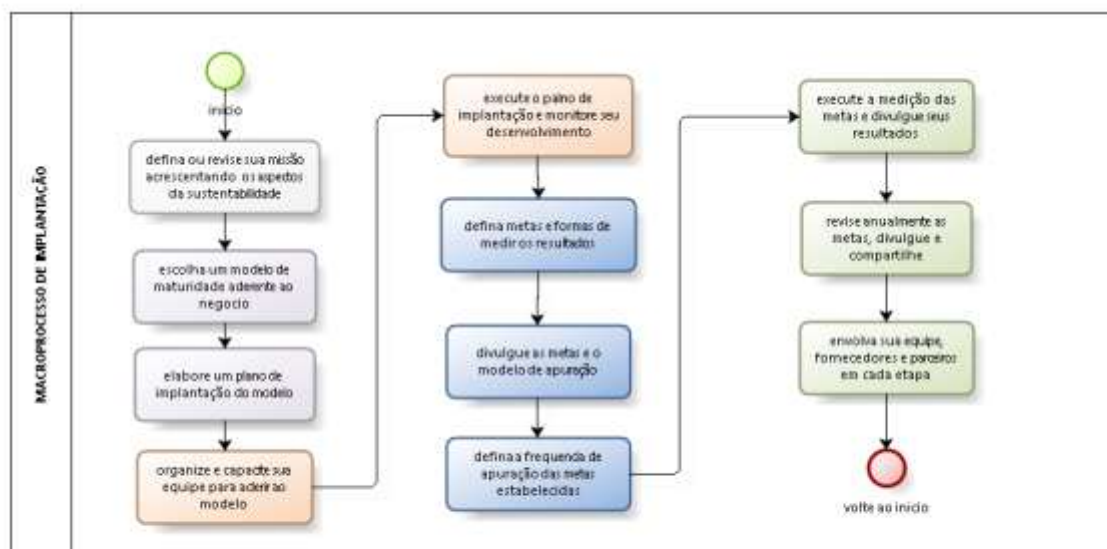 MACROPROCESSO DE IMPLANTAÇÃO
inicio
defina ou revise sua missão
acrescentando os aspectos
da sustentabilidade
escolha um modelo de
maturidade aderente ao
negocio
elabore um plano de
implantação do modelo
organize e capacite sua
equipe para aderir ao
modelo
execute o palno de
implantação e monitore seu
desenvolvimento
defina metas e formas de
medir os resultados
divulgue as metas e o
modelo de apuração
defina a frequencia de
apuração das metas
estabelecidas
execute a medição das
metas e divulgue seus
resultados
revise anualmente as
metas, divulgue e
compartilhe
envolva sua equipe,
fornecedores e parceiros
em cada etapa
volte ao inicio